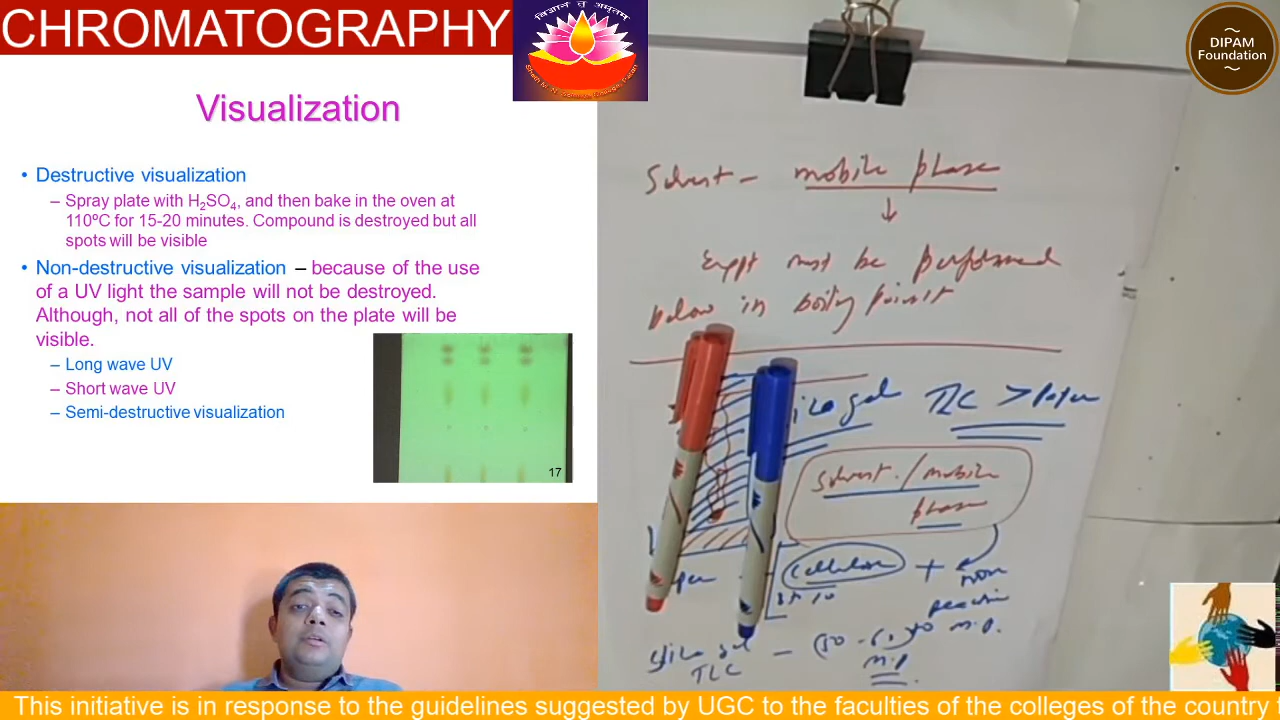 CHROMATOGRAPHY
विज्ञानं व अमृतम्
DIPAM
Foundation
Visualization
• Destructive visualization
– Spray plate with H₂SO₄, and then bake in the oven at
110ºC for 15-20 minutes. Compound is destroyed but all
spots will be visible
• Non-destructive visualization – because of the use
of a UV light the sample will not be destroyed.
Although, not all of the spots on the plate will be
visible.
– Long wave UV
– Short wave UV
– Semi-destructive visualization
17
Solvent – mobile phase
↓
must be performed
below boiling point
gel TLC >
Solvent / mobile
phase
Cellulose + non
gel
TLC
This initiative is in response to the guidelines suggested by UGC to the faculties of the colleges of the country